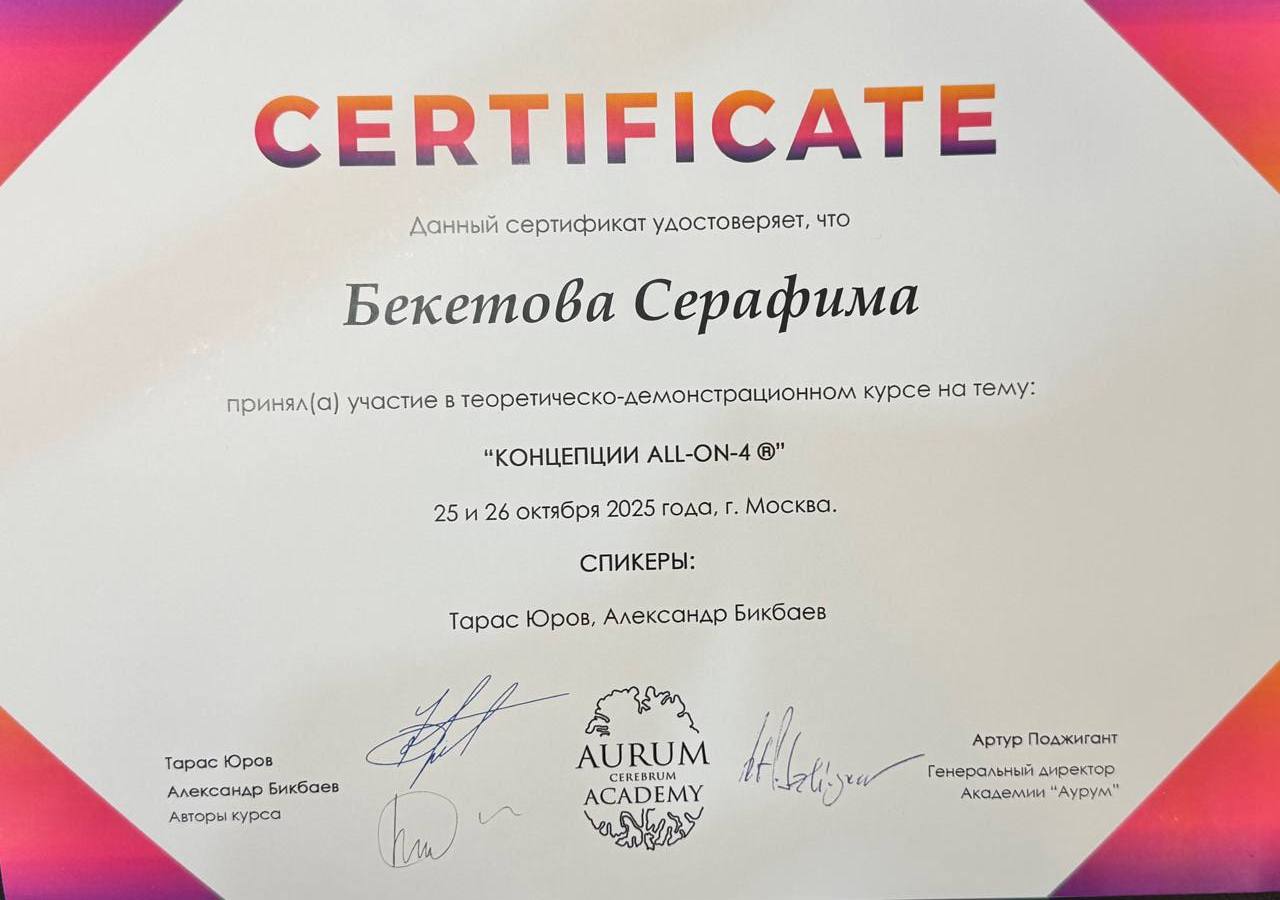 CERTIFICATE
Данный сертификат удостоверяет, что
Бекетова Серафима
принял(а) участие в теоретическо-демонстрационном курсе на тему:
“КОНЦЕПЦИИ ALL-ON-4 ®”
25 и 26 октября 2025 года, г. Москва.
СПИКЕРЫ:
Тарас Юров, Александр Бикбаев
Тарас Юров
Александр Бикбаев
Авторы курса
AURUM
CEREBRUM
ACADEMY
Артур Поджигант
Генеральный директор
Академии “Аурум”